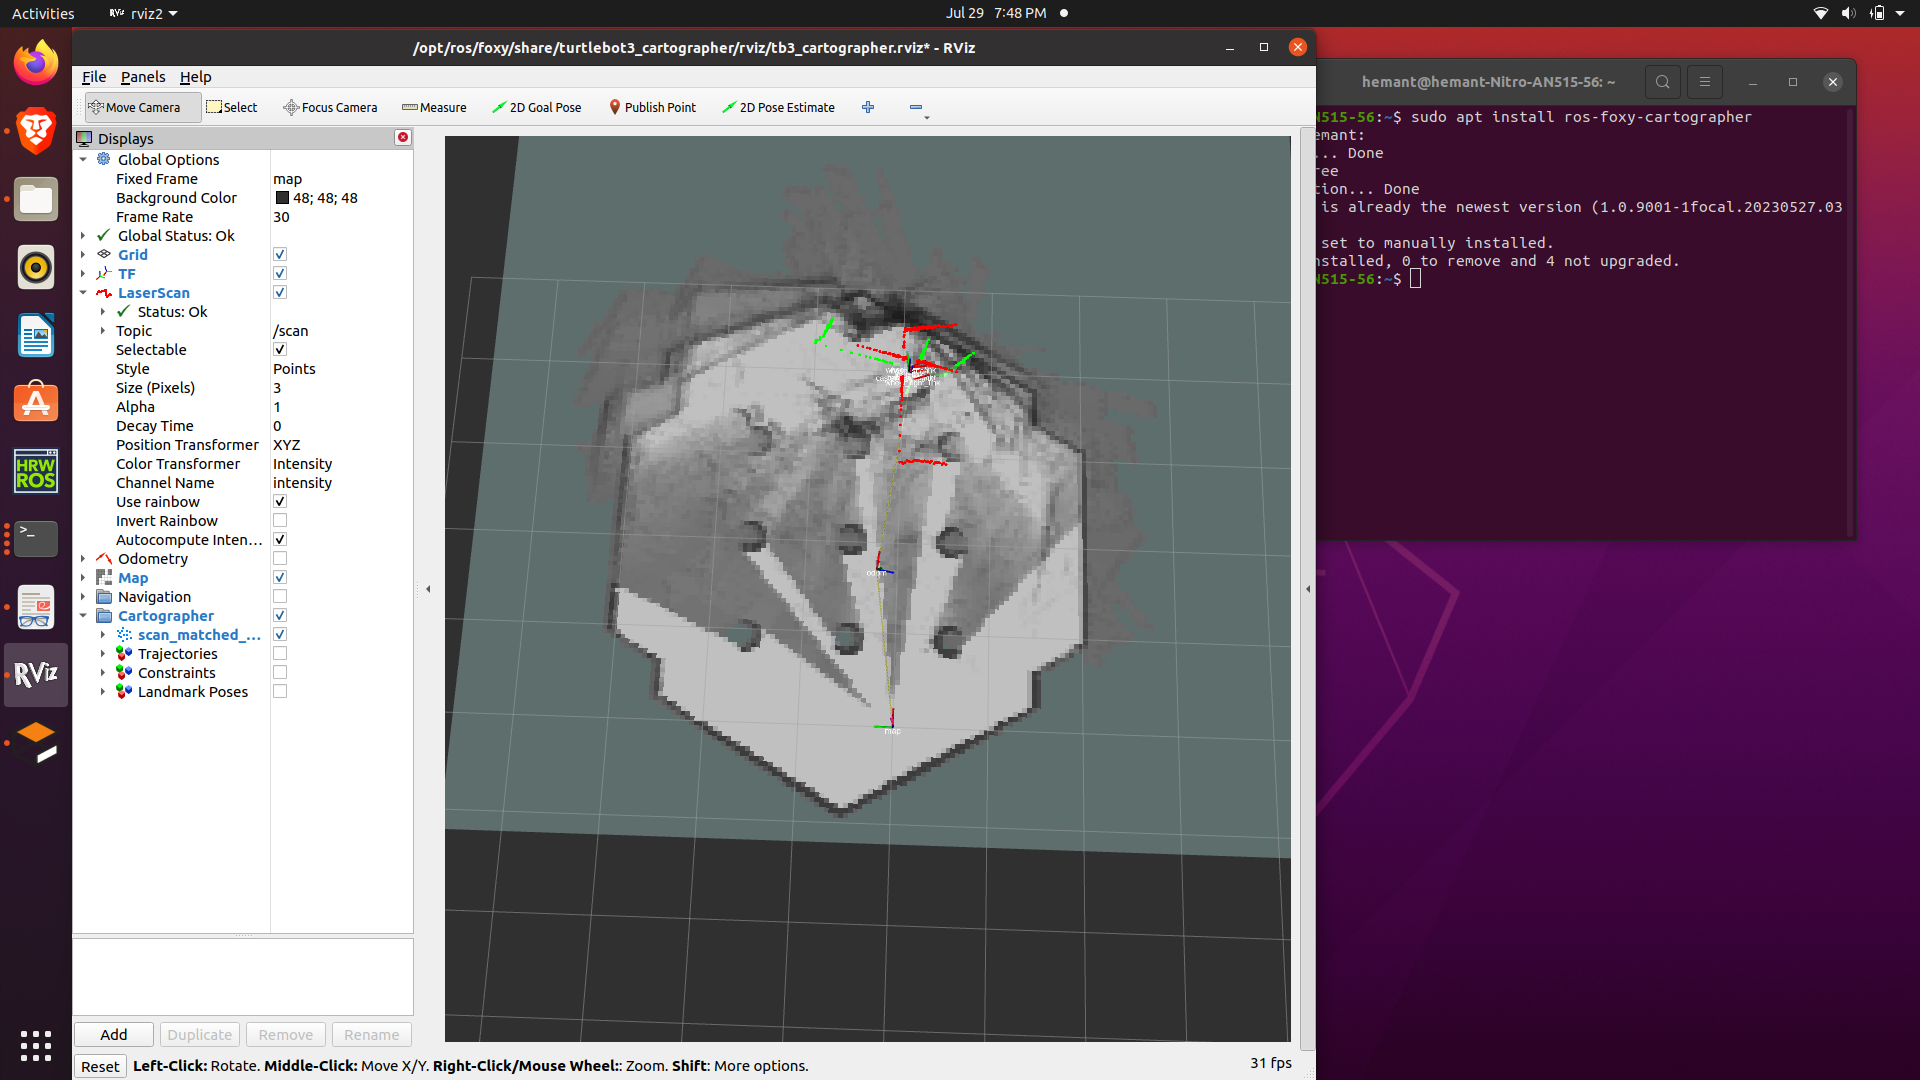 Activities
RViz
rviz2
Jul 29 7:48 PM
/opt/ros/foxy/share/turtlebot3_cartographer/rviz/tb3_cartographer.rviz* - RViz
File Panels Help
Move Camera
Select
Focus Camera
Measure
2D Goal Pose
Publish Point
2D Pose Estimate
Displays
Global Options
Fixed Frame map
Background Color 48; 48; 48
Frame Rate 30
Global Status: Ok
Grid
TF
LaserScan
Status: Ok
Topic /scan
Selectable
Style Points
Size (Pixels) 3
Alpha 1
Decay Time 0
Position Transformer XYZ
Color Transformer Intensity
Channel Name intensity
Use rainbow
Invert Rainbow
Autocompute Inten...
Odometry
Map
Navigation
Cartographer
scan_matched_...
Trajectories
Constraints
Landmark Poses
odom
map
Add Duplicate Remove Rename
Reset
Left-Click: Rotate. Middle-Click: Move X/Y. Right-Click/Mouse Wheel:: Zoom. Shift: More options.
31 fps
HRW
ROS
>_
RViz
hemant@hemant-Nitro-AN515-56: ~
N515-56:~$ sudo apt install ros-foxy-cartographer
emant:
... Done
ree
tion... Done
is already the newest version (1.0.9001-1focal.20230527.03
set to manually installed.
nstalled, 0 to remove and 4 not upgraded.
N515-56:~$